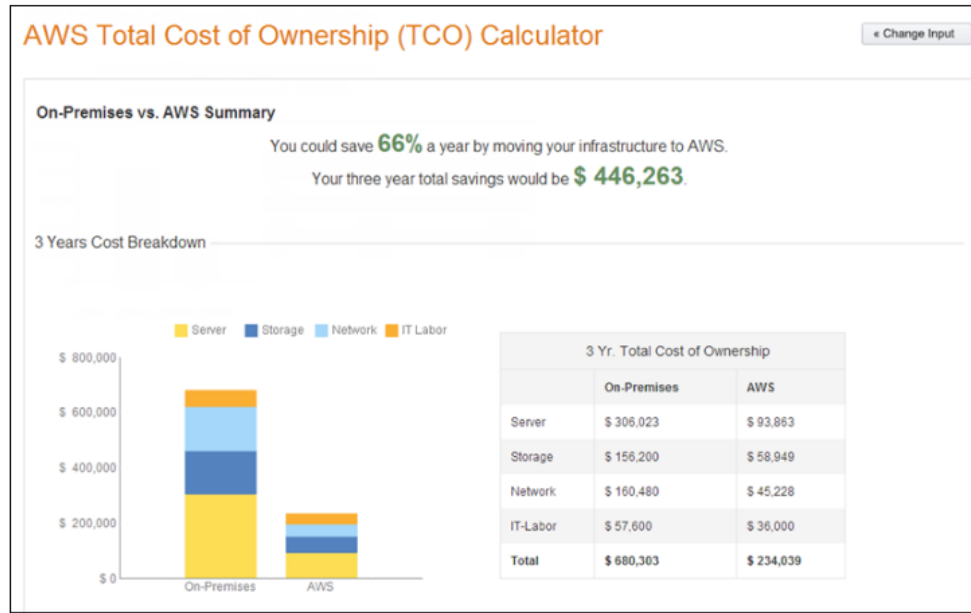 AWS Total Cost of Ownership (TCO) Calculator
« Change Input
On-Premises vs. AWS Summary
You could save 66% a year by moving your infrastructure to AWS.
Your three year total savings would be $ 446,263.
3 Years Cost Breakdown
Server Storage Network IT Labor
$ 800,000
$ 600,000
$ 400,000
$ 200,000
$ 0
On-Premises AWS
3 Yr. Total Cost of Ownership
On-Premises AWS
Server $ 306,023 $ 93,863
Storage $ 156,200 $ 58,949
Network $ 160,480 $ 45,228
IT-Labor $ 57,600 $ 36,000
Total $ 680,303 $ 234,039